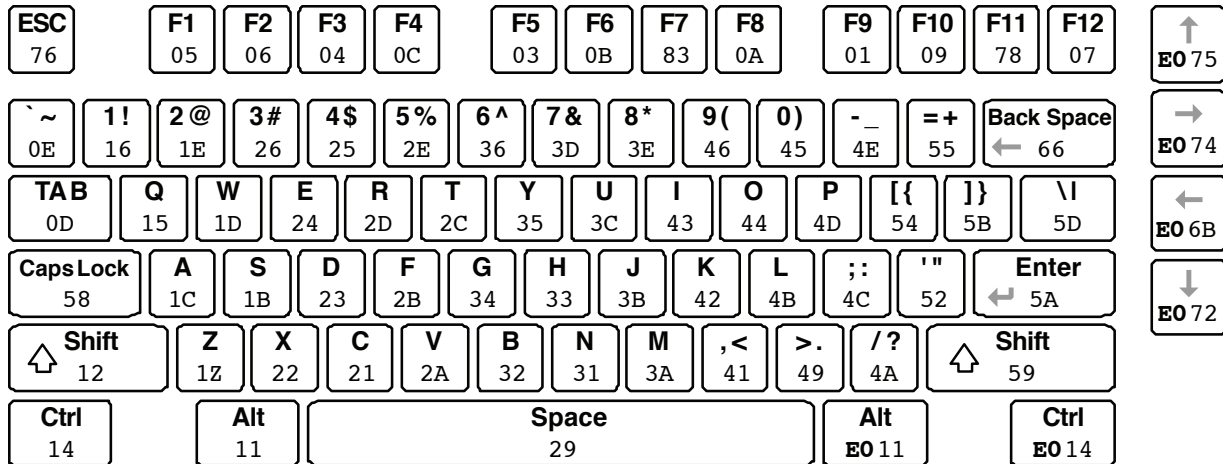 ESC F1 F2 F3 F4 F5 F6 F7 F8 F9 F10 F11 F12 ↑
76 05 06 04 0C 03 0B 83 0A 01 09 78 07 E0 75
` ~ 1 ! 2 @ 3 # 4 $ 5 % 6 ^ 7 & 8 * 9 ( 0 ) - _ = + Back Space →
0E 16 1E 26 25 2E 36 3D 3E 46 45 4E 55 ← 66 E0 74
TAB Q W E R T Y U I O P [ { ] } \ | ←
0D 15 1D 24 2D 2C 35 3C 43 44 4D 54 5B 5D E0 6B
Caps Lock A S D F G H J K L ; : ' " Enter ↓
58 1C 1B 23 2B 34 33 3B 42 4B 4C 52 ↵ 5A E0 72
Shift Z X C V B N M , < > . / ? Shift
12 1Z 22 21 2A 32 31 3A 41 49 4A 59
Ctrl Alt Space Alt Ctrl
14 11 29 E0 11 E0 14